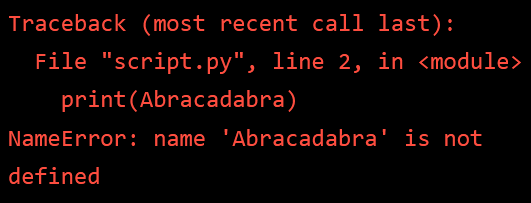 Traceback (most recent call last):
  File "script.py", line 2, in <module>
    print(Abracadabra)
NameError: name 'Abracadabra' is not
defined